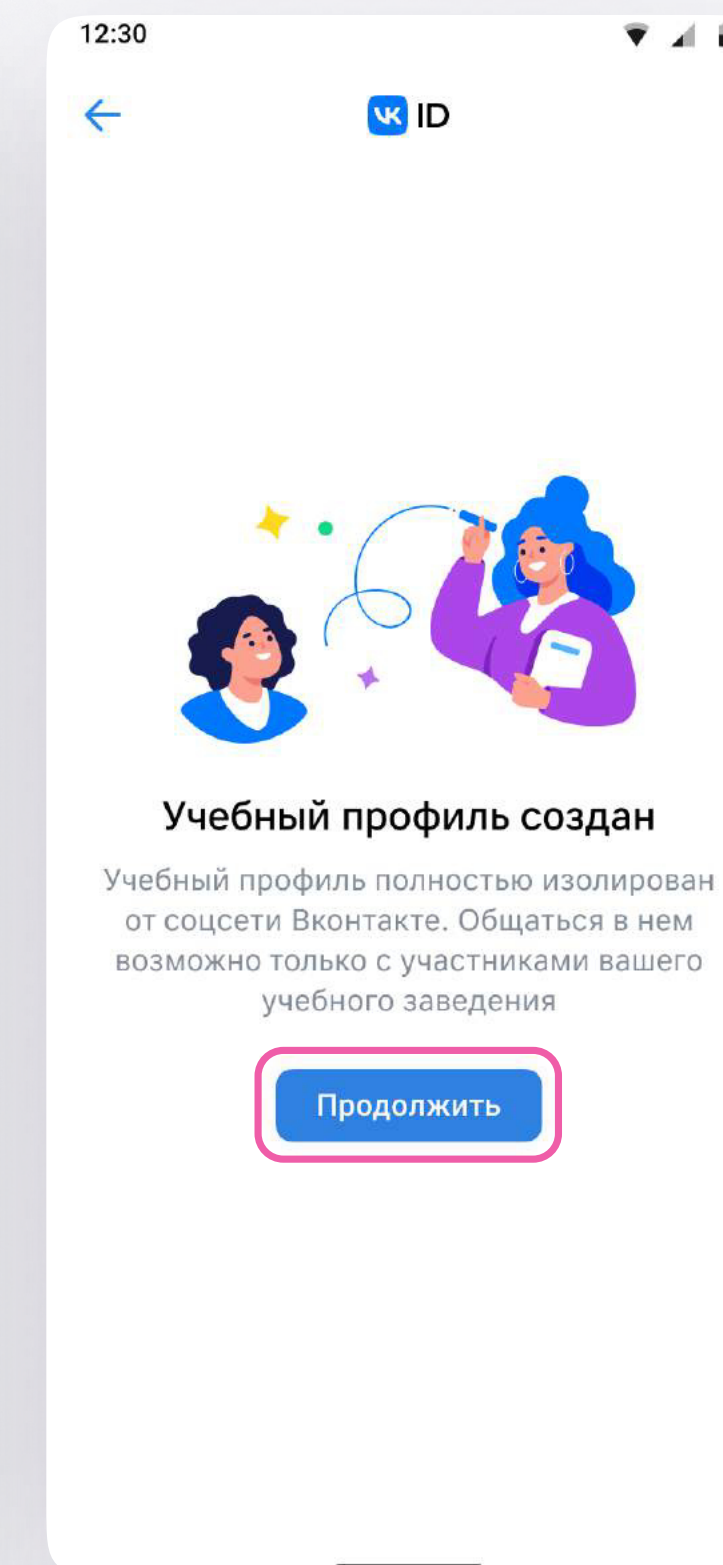 12:30
VK ID
Учебный профиль создан
Учебный профиль полностью изолирован
от соцсети Вконтакте. Общаться в нем
возможно только с участниками вашего
учебного заведения
Продолжить